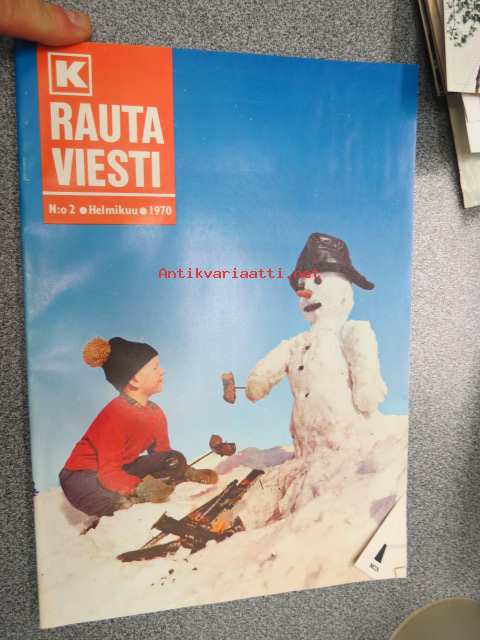 K
RAUTA
VIESTI
N:o 2 ● Helmikuu ● 1970
Antikvariaatti.net